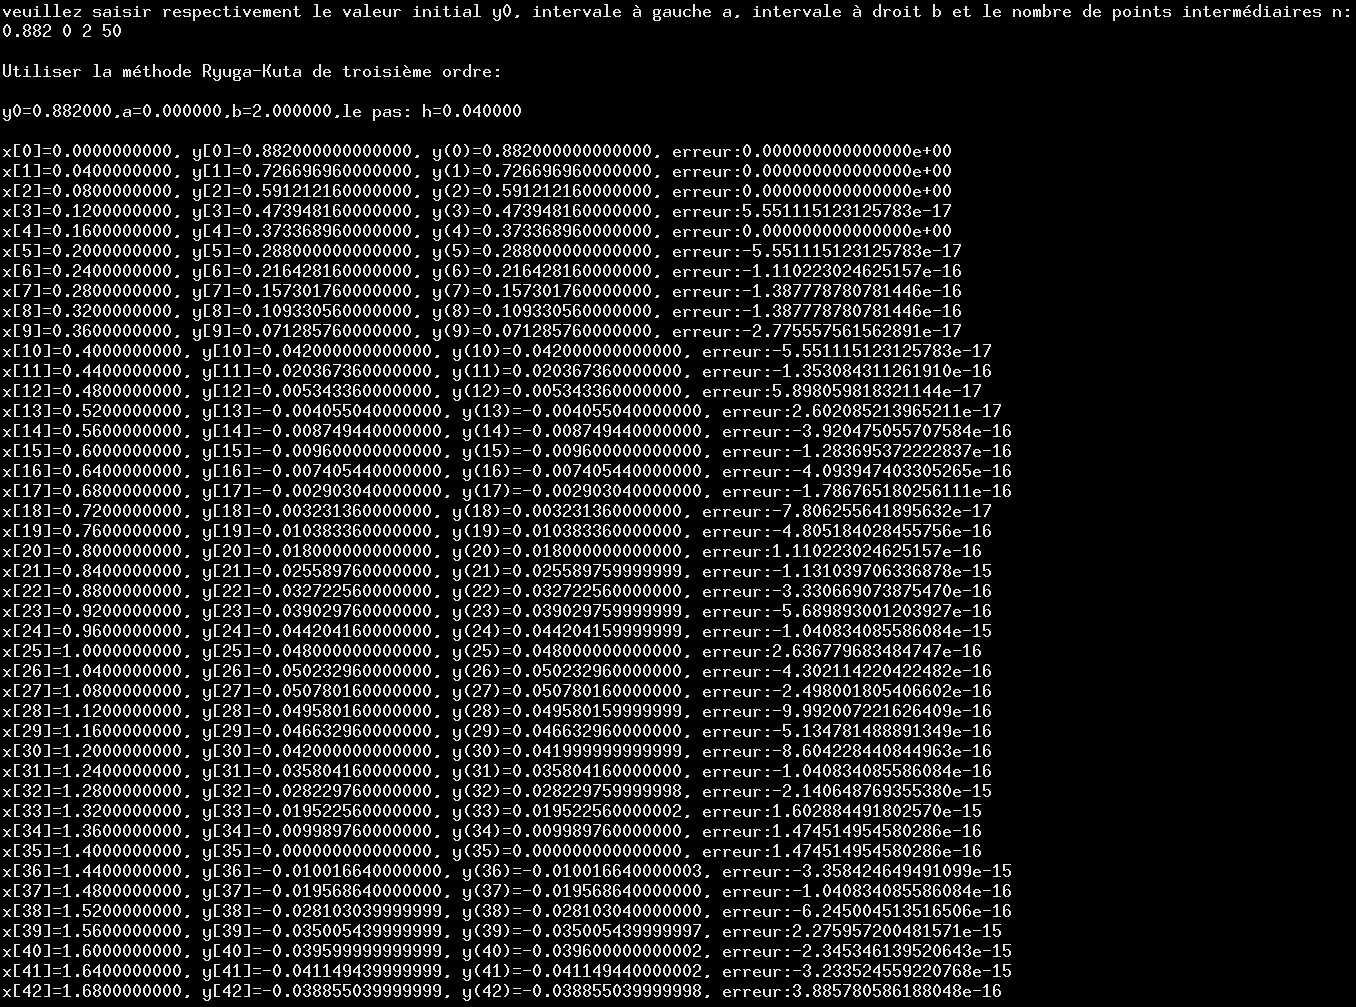 veuillez saisir respectivement le valeur initial y0, intervale à gauche a, intervale à droit b et le nombre de points intermédiaires n:
0.882 0 2 50
Utiliser la méthode Ryuga-Kuta de troisième ordre:
y0=0.882000,a=0.000000,b=2.000000,le pas: h=0.040000
x[0]=0.0000000000, y[0]=0.882000000000000, y(0)=0.882000000000000, erreur:0.000000000000000e+00
x[1]=0.0400000000, y[1]=0.726696960000000, y(1)=0.726696960000000, erreur:0.000000000000000e+00
x[2]=0.0800000000, y[2]=0.591212160000000, y(2)=0.591212160000000, erreur:0.000000000000000e+00
x[3]=0.1200000000, y[3]=0.473948160000000, y(3)=0.473948160000000, erreur:5.551115123125783e-17
x[4]=0.1600000000, y[4]=0.373368960000000, y(4)=0.373368960000000, erreur:0.000000000000000e+00
x[5]=0.2000000000, y[5]=0.288000000000000, y(5)=0.288000000000000, erreur:-5.551115123125783e-17
x[6]=0.2400000000, y[6]=0.216428160000000, y(6)=0.216428160000000, erreur:-1.110223024625157e-16
x[7]=0.2800000000, y[7]=0.157301760000000, y(7)=0.157301760000000, erreur:-1.387778780781446e-16
x[8]=0.3200000000, y[8]=0.109330560000000, y(8)=0.109330560000000, erreur:-1.387778780781446e-16
x[9]=0.3600000000, y[9]=0.071285760000000, y(9)=0.071285760000000, erreur:-2.775557561562891e-17
x[10]=0.4000000000, y[10]=0.042000000000000, y(10)=0.042000000000000, erreur:-5.551115123125783e-17
x[11]=0.4400000000, y[11]=0.020367360000000, y(11)=0.020367360000000, erreur:-1.353084311261910e-16
x[12]=0.4800000000, y[12]=0.005343360000000, y(12)=0.005343360000000, erreur:5.898059818321144e-17
x[13]=0.5200000000, y[13]=-0.004055040000000, y(13)=-0.004055040000000, erreur:2.602085213965211e-17
x[14]=0.5600000000, y[14]=-0.008749440000000, y(14)=-0.008749440000000, erreur:-3.920475055707584e-16
x[15]=0.6000000000, y[15]=-0.009600000000000, y(15)=-0.009600000000000, erreur:-1.283695372222837e-16
x[16]=0.6400000000, y[16]=-0.007405440000000, y(16)=-0.007405440000000, erreur:-4.093947403305265e-16
x[17]=0.6800000000, y[17]=-0.002903040000000, y(17)=-0.002903040000000, erreur:-1.786765180256111e-16
x[18]=0.7200000000, y[18]=0.003231360000000, y(18)=0.003231360000000, erreur:-7.806255641895632e-17
x[19]=0.7600000000, y[19]=0.010383360000000, y(19)=0.010383360000000, erreur:-4.805184028455756e-16
x[20]=0.8000000000, y[20]=0.018000000000000, y(20)=0.018000000000000, erreur:1.110223024625157e-16
x[21]=0.8400000000, y[21]=0.025589760000000, y(21)=0.025589759999999, erreur:-1.131039706336878e-15
x[22]=0.8800000000, y[22]=0.032722560000000, y(22)=0.032722560000000, erreur:-3.330669073875470e-16
x[23]=0.9200000000, y[23]=0.039029760000000, y(23)=0.039029759999999, erreur:-5.689893001203927e-16
x[24]=0.9600000000, y[24]=0.044204160000000, y(24)=0.044204159999999, erreur:-1.040834085586084e-15
x[25]=1.0000000000, y[25]=0.048000000000000, y(25)=0.048000000000000, erreur:2.636779683484747e-16
x[26]=1.0400000000, y[26]=0.050232960000000, y(26)=0.050232960000000, erreur:-4.302114220422482e-16
x[27]=1.0800000000, y[27]=0.050780160000000, y(27)=0.050780160000000, erreur:-2.498001805406602e-16
x[28]=1.1200000000, y[28]=0.049580160000000, y(28)=0.049580159999999, erreur:-9.992007221626409e-16
x[29]=1.1600000000, y[29]=0.046632960000000, y(29)=0.046632960000000, erreur:-5.134781488891349e-16
x[30]=1.2000000000, y[30]=0.042000000000000, y(30)=0.041999999999999, erreur:-8.604228440844963e-16
x[31]=1.2400000000, y[31]=0.035804160000000, y(31)=0.035804160000000, erreur:-1.040834085586084e-16
x[32]=1.2800000000, y[32]=0.028229760000000, y(32)=0.028229759999998, erreur:-2.140648769355380e-15
x[33]=1.3200000000, y[33]=0.019522560000000, y(33)=0.019522560000002, erreur:1.602884491802570e-15
x[34]=1.3600000000, y[34]=0.009989760000000, y(34)=0.009989760000000, erreur:1.474514954580286e-16
x[35]=1.4000000000, y[35]=0.000000000000000, y(35)=0.000000000000000, erreur:1.474514954580286e-16
x[36]=1.4400000000, y[36]=-0.010016640000000, y(36)=-0.010016640000003, erreur:-3.358424649491099e-15
x[37]=1.4800000000, y[37]=-0.019568640000000, y(37)=-0.019568640000000, erreur:-1.040834085586084e-16
x[38]=1.5200000000, y[38]=-0.028103039999999, y(38)=-0.028103040000000, erreur:-6.245004513516506e-16
x[39]=1.5600000000, y[39]=-0.035005439999999, y(39)=-0.035005439999997, erreur:2.275957200481571e-15
x[40]=1.6000000000, y[40]=-0.039599999999999, y(40)=-0.039600000000002, erreur:-2.345346139520643e-15
x[41]=1.6400000000, y[41]=-0.041149439999999, y(41)=-0.041149440000002, erreur:-3.233524559220768e-15
x[42]=1.6800000000, y[42]=-0.038855039999999, y(42)=-0.038855039999998, erreur:3.885780586188048e-16